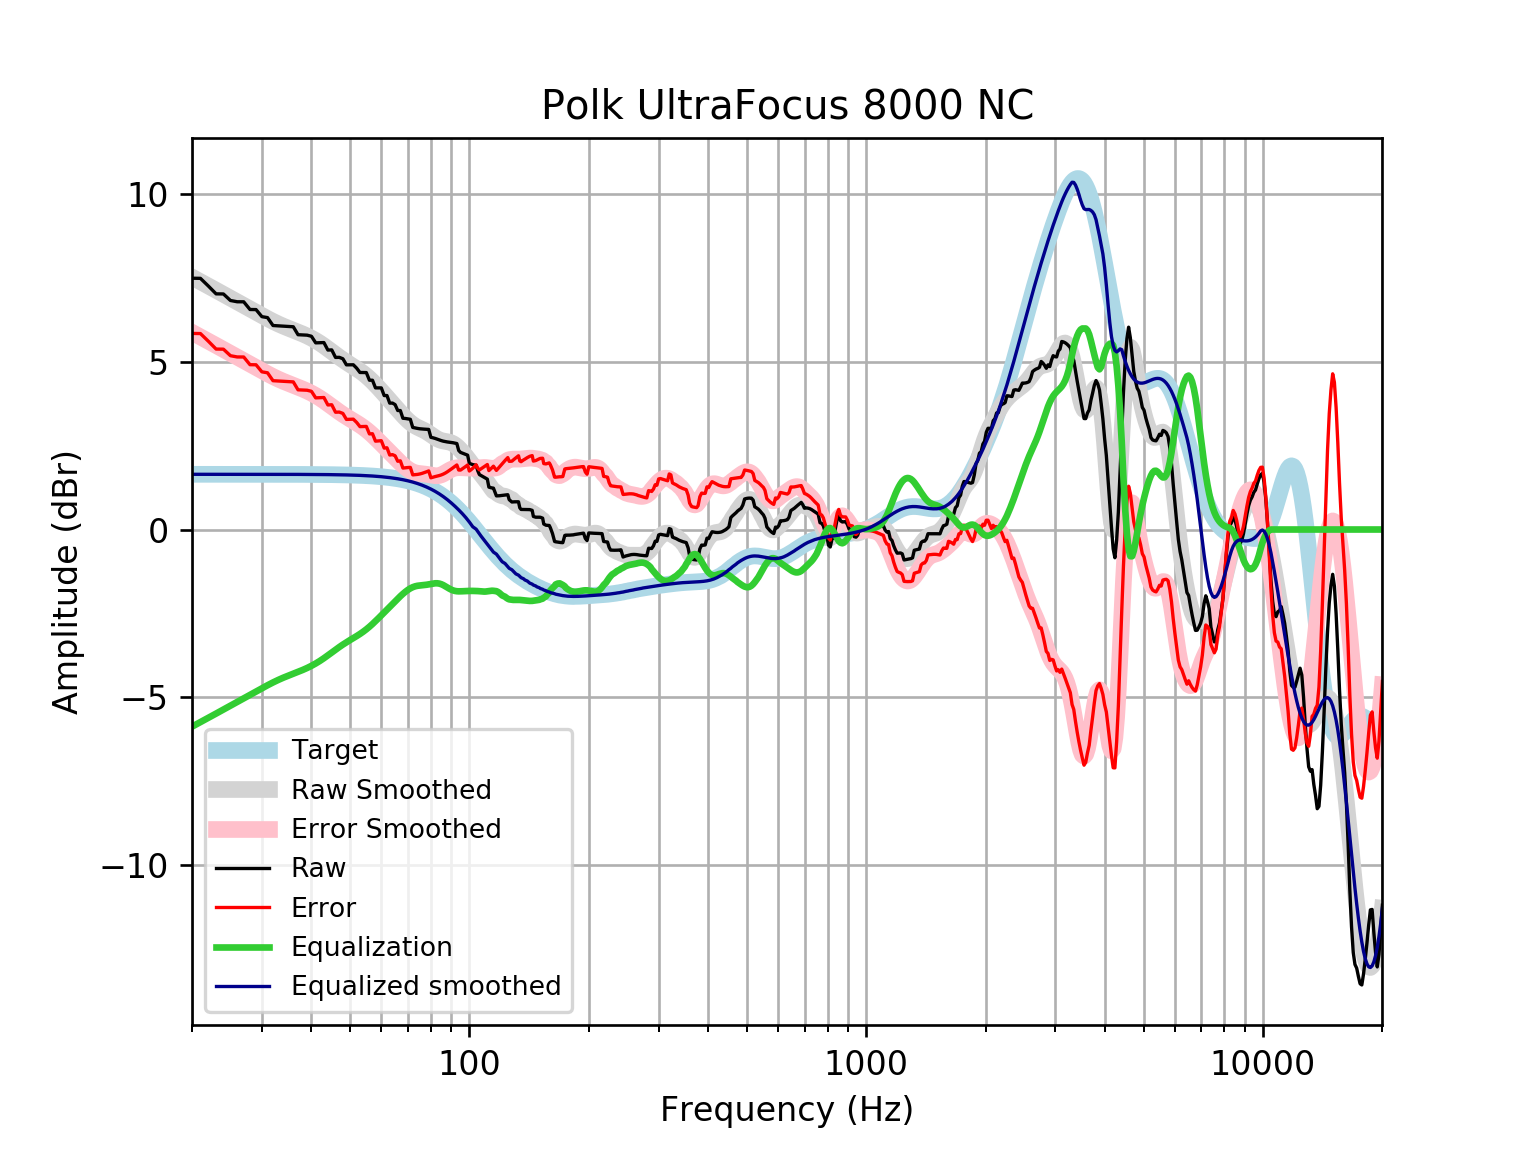 Polk UltraFocus 8000 NC
Amplitude (dBr)
10
5
0
−5
−10
Target
Raw Smoothed
Error Smoothed
Raw
Error
Equalization
Equalized smoothed
100
1000
10000
Frequency (Hz)